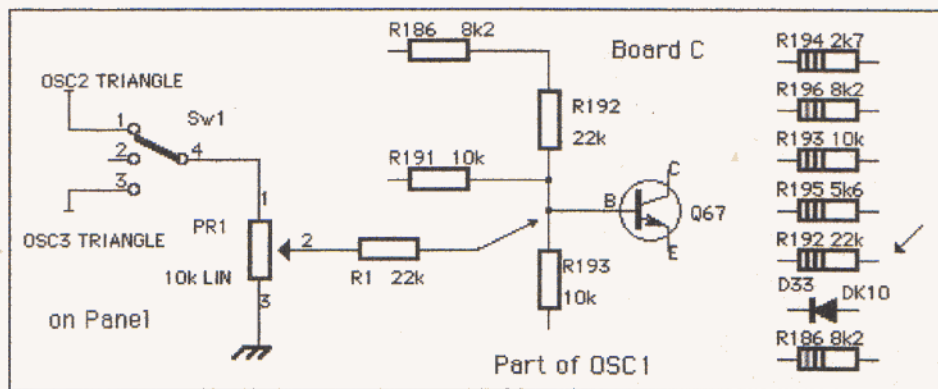 R186 8k2
Board C
R194 2k7
OSC2 TRIANGLE
R196 8k2
Sw1
R192
22k
1
R193 10k
2
4
R191 10k
C
3
1
B
Q67
R195 5k6
OSC3 TRIANGLE
PR1
2
E
R192 22k
10k LIN
R1 22k
R193
10k
D33
DK10
3
on Panel
R186 8k2
Part of OSC1